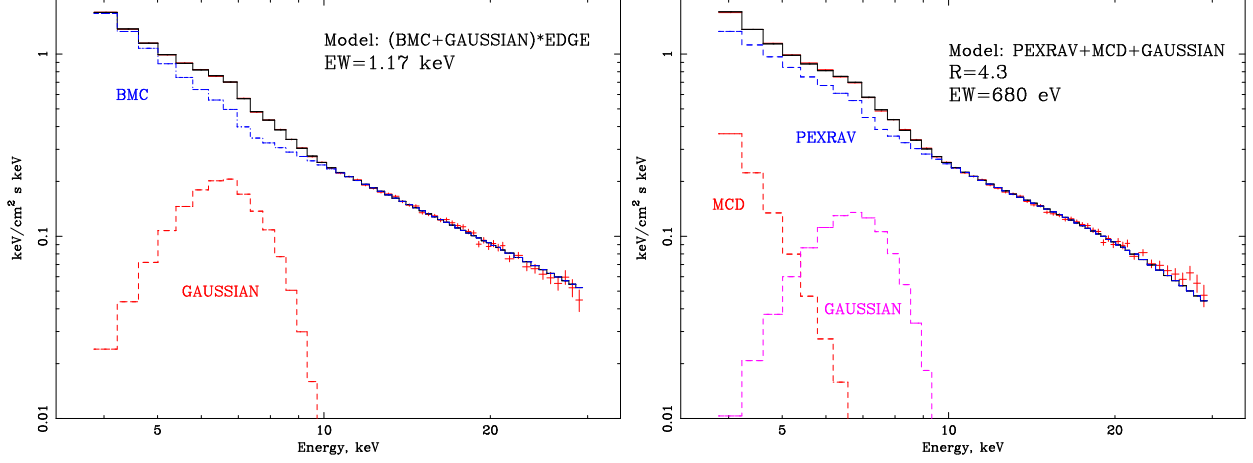 Model: (BMC+GAUSSIAN)*EDGE
EW=1.17 keV
BMC
GAUSSIAN
keV/cm² s keV
1
0.1
0.01
5
10
20
Energy, keV
Model: PEXRAV+MCD+GAUSSIAN
R=4.3
EW=680 eV
PEXRAV
MCD
GAUSSIAN
keV/cm² s keV
1
0.1
0.01
5
10
20
Energy, keV